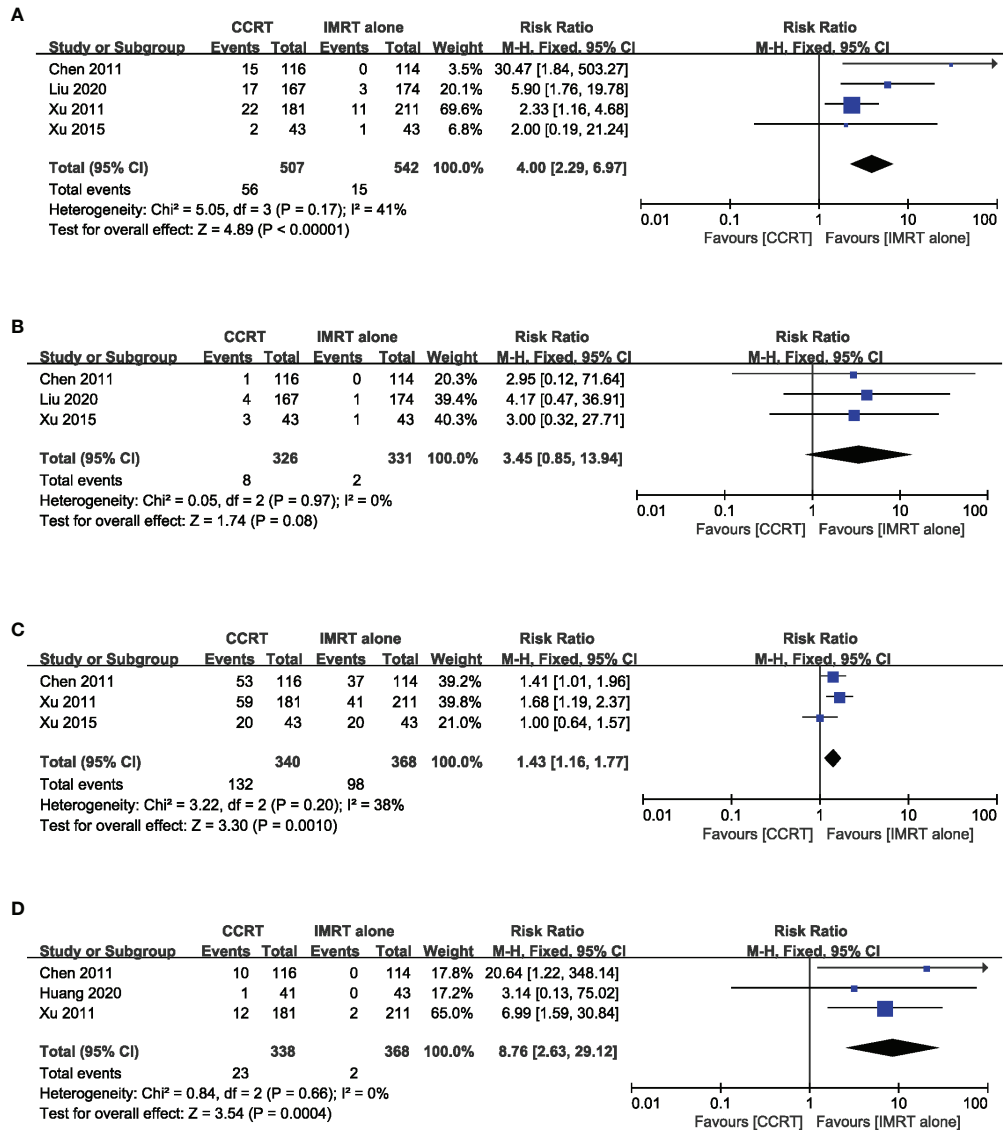 A
CCRT IMRT alone Risk Ratio Risk Ratio
Study or Subgroup Events Total Events Total Weight M-H, Fixed, 95% CI M-H, Fixed, 95% CI
Chen 2011 15 116 0 114 3.5% 30.47 [1.84, 503.27]
Liu 2020 17 167 3 174 20.1% 5.90 [1.76, 19.78]
Xu 2011 22 181 11 211 69.6% 2.33 [1.16, 4.68]
Xu 2015 2 43 1 43 6.8% 2.00 [0.19, 21.24]
Total (95% CI) 507 542 100.0% 4.00 [2.29, 6.97]
Total events 56 15
Heterogeneity: Chi² = 5.05, df = 3 (P = 0.17); I² = 41%
Test for overall effect: Z = 4.89 (P < 0.00001)
0.01 0.1 1 10 100
Favours [CCRT] Favours [IMRT alone]
B
CCRT IMRT alone Risk Ratio Risk Ratio
Study or Subgroup Events Total Events Total Weight M-H, Fixed, 95% CI M-H, Fixed, 95% CI
Chen 2011 1 116 0 114 20.3% 2.95 [0.12, 71.64]
Liu 2020 4 167 1 174 39.4% 4.17 [0.47, 36.91]
Xu 2015 3 43 1 43 40.3% 3.00 [0.32, 27.71]
Total (95% CI) 326 331 100.0% 3.45 [0.85, 13.94]
Total events 8 2
Heterogeneity: Chi² = 0.05, df = 2 (P = 0.97); I² = 0%
Test for overall effect: Z = 1.74 (P = 0.08)
0.01 0.1 1 10 100
Favours [CCRT] Favours [IMRT alone]
C
CCRT IMRT alone Risk Ratio Risk Ratio
Study or Subgroup Events Total Events Total Weight M-H, Fixed, 95% CI M-H, Fixed, 95% CI
Chen 2011 53 116 37 114 39.2% 1.41 [1.01, 1.96]
Xu 2011 59 181 41 211 39.8% 1.68 [1.19, 2.37]
Xu 2015 20 43 20 43 21.0% 1.00 [0.64, 1.57]
Total (95% CI) 340 368 100.0% 1.43 [1.16, 1.77]
Total events 132 98
Heterogeneity: Chi² = 3.22, df = 2 (P = 0.20); I² = 38%
Test for overall effect: Z = 3.30 (P = 0.0010)
0.01 0.1 1 10 100
Favours [CCRT] Favours [IMRT alone]
D
CCRT IMRT alone Risk Ratio Risk Ratio
Study or Subgroup Events Total Events Total Weight M-H, Fixed, 95% CI M-H, Fixed, 95% CI
Chen 2011 10 116 0 114 17.8% 20.64 [1.22, 348.14]
Huang 2020 1 41 0 43 17.2% 3.14 [0.13, 75.02]
Xu 2011 12 181 2 211 65.0% 6.99 [1.59, 30.84]
Total (95% CI) 338 368 100.0% 8.76 [2.63, 29.12]
Total events 23 2
Heterogeneity: Chi² = 0.84, df = 2 (P = 0.66); I² = 0%
Test for overall effect: Z = 3.54 (P = 0.0004)
0.01 0.1 1 10 100
Favours [CCRT] Favours [IMRT alone]